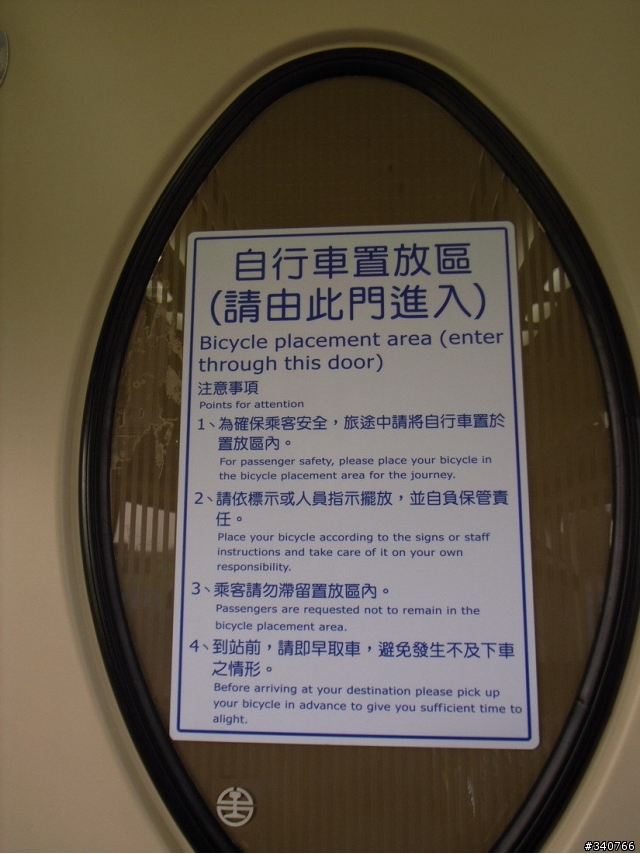 自行車置放區
(請由此門進入)
Bicycle placement area (enter
through this door)
注意事項
Points for attention
1、為確保乘客安全，旅途中請將自行車置於
置放區內。
For passenger safety, please place your bicycle in
the bicycle placement area for the journey.
2、請依標示或人員指示擺放，並自負保管責
任。
Place your bicycle according to the signs or staff
instructions and take care of it on your own
responsibility.
3、乘客請勿滯留置放區內。
Passengers are requested not to remain in the
bicycle placement area.
4、到站前，請即早取車，避免發生不及下車
之情形。
Before arriving at your destination please pick up
your bicycle in advance to give you sufficient time to
alight.
#340766